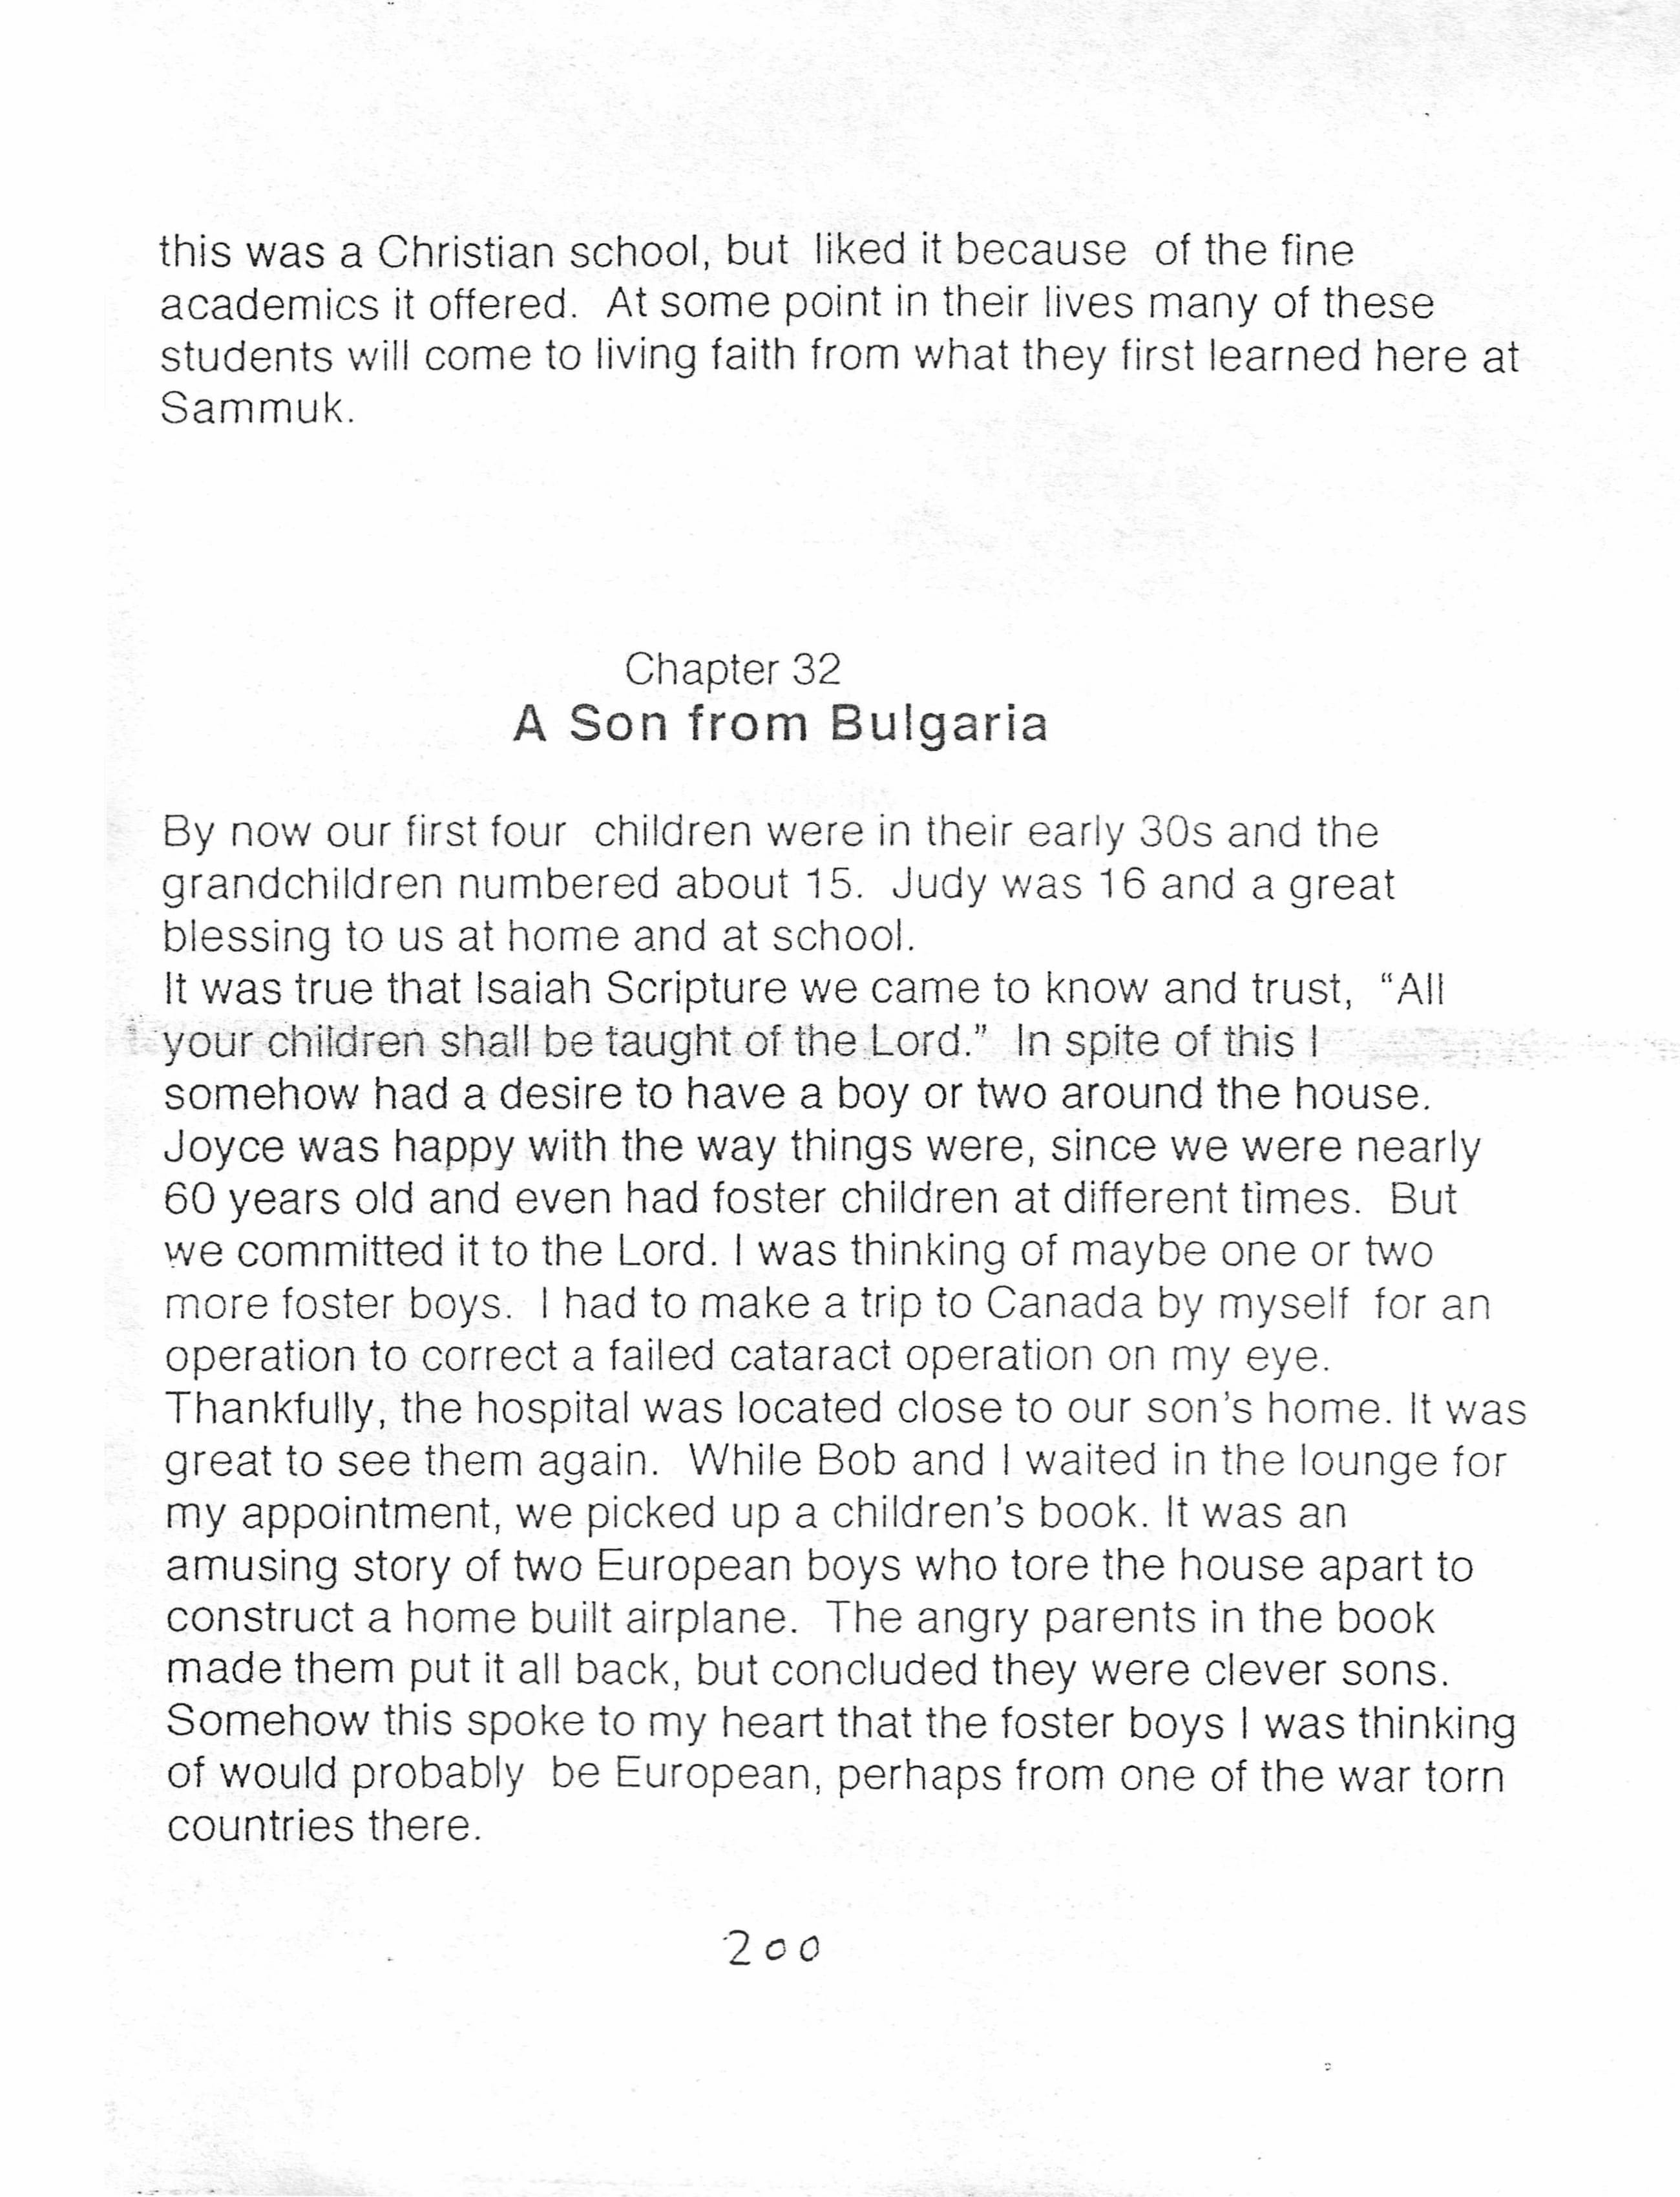 this was a Christian school, but liked it because of the fine
academics it offered. At some point in their lives many of these
students will come to living faith from what they first learned here at
Sammuk.
Chapter 32
A Son from Bulgaria
By now our first four children were in their early 30s and the
grandchildren numbered about 15. Judy was 16 and a great
blessing to us at home and at school.
It was true that Isaiah Scripture we came to know and trust, “All
your children shall be taught of the Lord.” In spite of this I
somehow had a desire to have a boy or two around the house.
Joyce was happy with the way things were, since we were nearly
60 years old and even had foster children at different times. But
we committed it to the Lord. I was thinking of maybe one or two
more foster boys. I had to make a trip to Canada by myself for an
operation to correct a failed cataract operation on my eye.
Thankfully, the hospital was located close to our son's home. It was
great to see them again. While Bob and I waited in the lounge for
my appointment, we picked up a children's book. It was an
amusing story of two European boys who tore the house apart to
construct a home built airplane. The angry parents in the book
made them put it all back, but concluded they were clever sons.
Somehow this spoke to my heart that the foster boys I was thinking
of would probably be European, perhaps from one of the war torn
countries there.
200